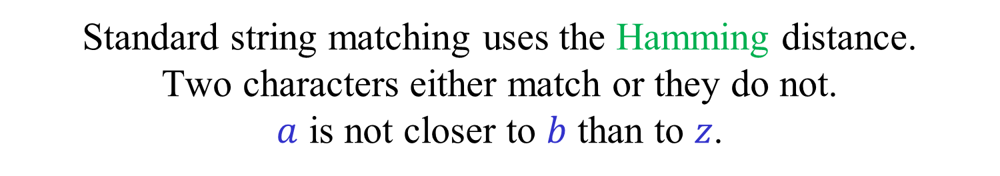 Standard string matching uses the Hamming distance.
Two characters either match or they do not.
a is not closer to b than to z.